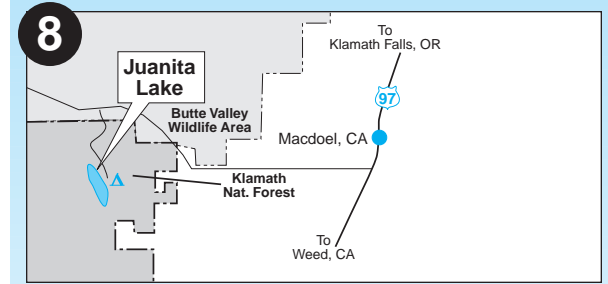 8
To
Klamath Falls, OR
Juanita
Lake
97
Butte Valley
Wildlife Area
Macdoel, CA
Klamath
Nat. Forest
To
Weed, CA